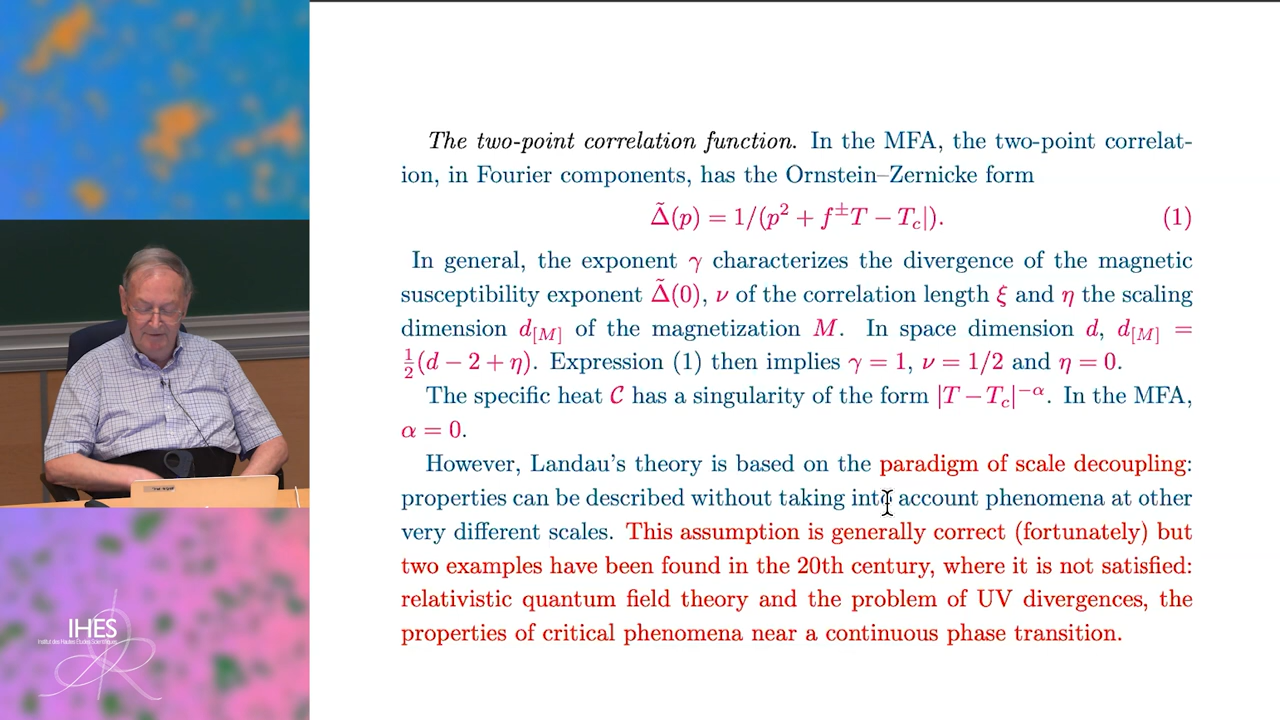 The two-point correlation function. In the MFA, the two-point correlat-
ion, in Fourier components, has the Ornstein–Zernicke form
Δ̃(p) = 1/(p² + f^±T − T_c|). (1)
In general, the exponent γ characterizes the divergence of the magnetic
susceptibility exponent Δ̃(0), ν of the correlation length ξ and η the scaling
dimension d_[M] of the magnetization M. In space dimension d, d_[M] =
½(d − 2 + η). Expression (1) then implies γ = 1, ν = 1/2 and η = 0.
The specific heat 𝒞 has a singularity of the form |T − T_c|^−α. In the MFA,
α = 0.
However, Landau's theory is based on the paradigm of scale decoupling:
properties can be described without taking into account phenomena at other
very different scales. This assumption is generally correct (fortunately) but
two examples have been found in the 20th century, where it is not satisfied:
relativistic quantum field theory and the problem of UV divergences, the
properties of critical phenomena near a continuous phase transition.
IHES
Institut des Hautes Études Scientifiques